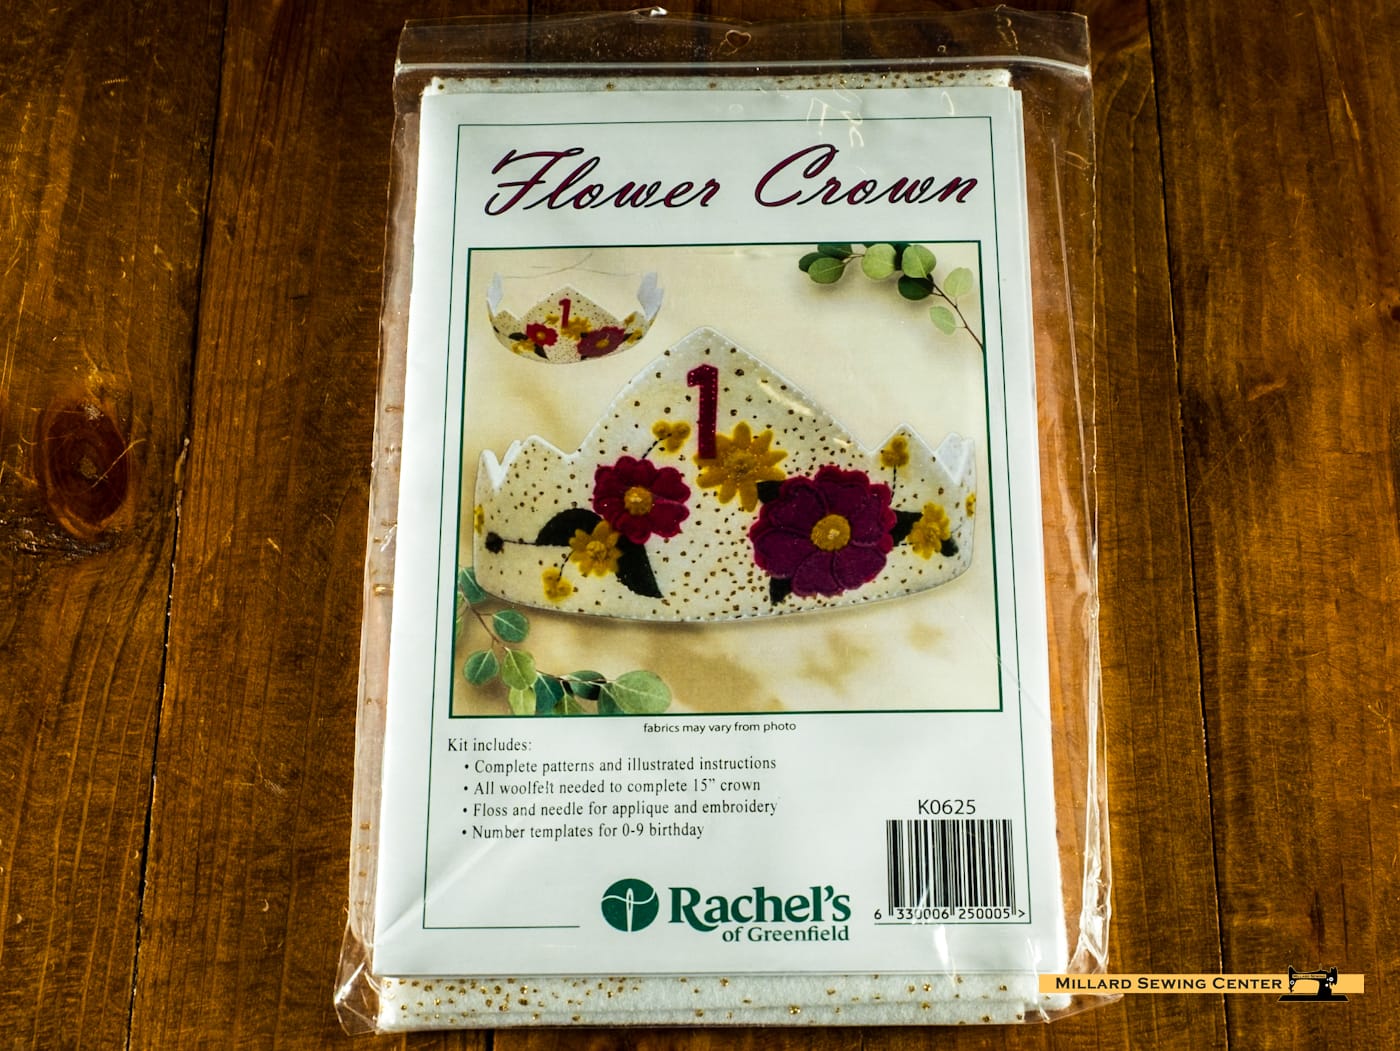 Flower Crown
1
1
fabrics may vary from photo
Kit includes:
• Complete patterns and illustrated instructions
• All woolfelt needed to complete 15” crown
• Floss and needle for applique and embroidery
• Number templates for 0-9 birthday
K0625
6 330006 250005 >
Rachel's
of Greenfield
MILLARD SEWING CENTER